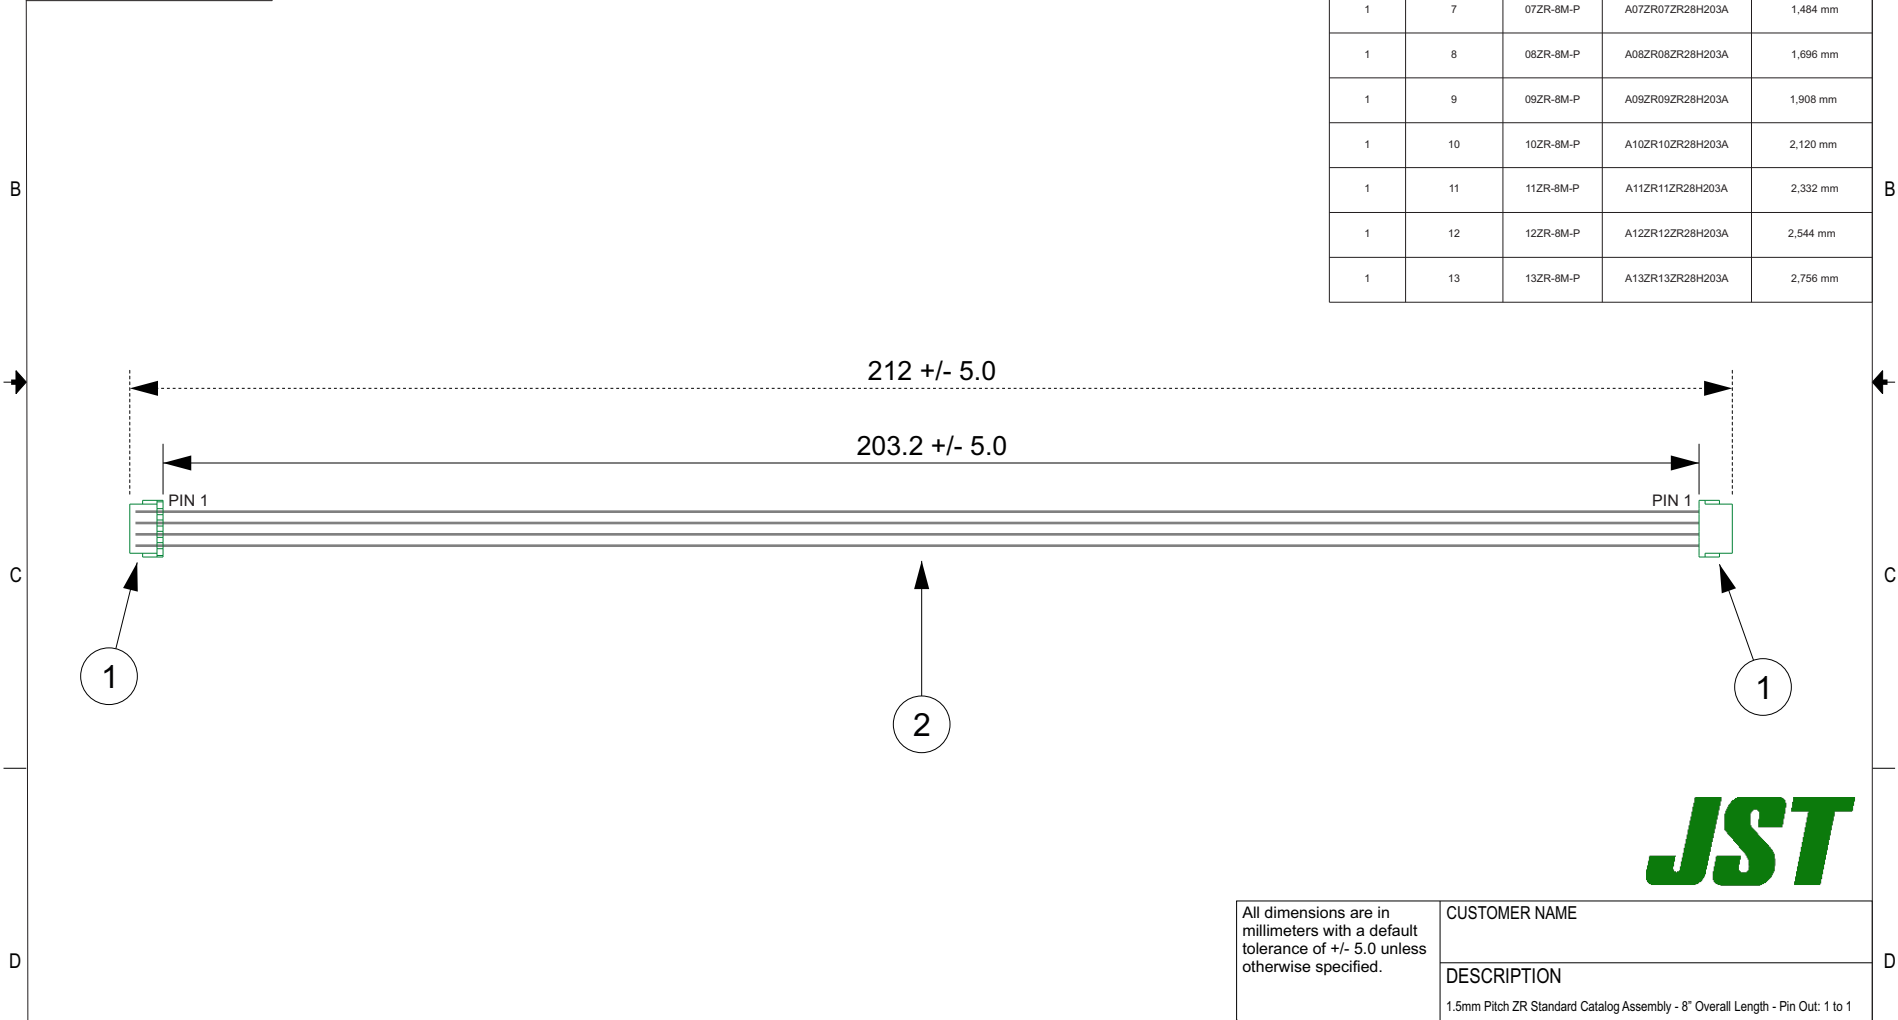 1 7 07ZR-8M-P A07ZR07ZR28H203A 1,484 mm
1 8 08ZR-8M-P A08ZR08ZR28H203A 1,696 mm
1 9 09ZR-8M-P A09ZR09ZR28H203A 1,908 mm
1 10 10ZR-8M-P A10ZR10ZR28H203A 2,120 mm
B B
1 11 11ZR-8M-P A11ZR11ZR28H203A 2,332 mm
1 12 12ZR-8M-P A12ZR12ZR28H203A 2,544 mm
1 13 13ZR-8M-P A13ZR13ZR28H203A 2,756 mm
212 +/- 5.0
203.2 +/- 5.0
PIN 1 PIN 1
C C
1 1
2
JST
All dimensions are in
millimeters with a default
tolerance of +/- 5.0 unless
otherwise specified.
CUSTOMER NAME
D D
DESCRIPTION
1.5mm Pitch ZR Standard Catalog Assembly - 8" Overall Length - Pin Out: 1 to 1